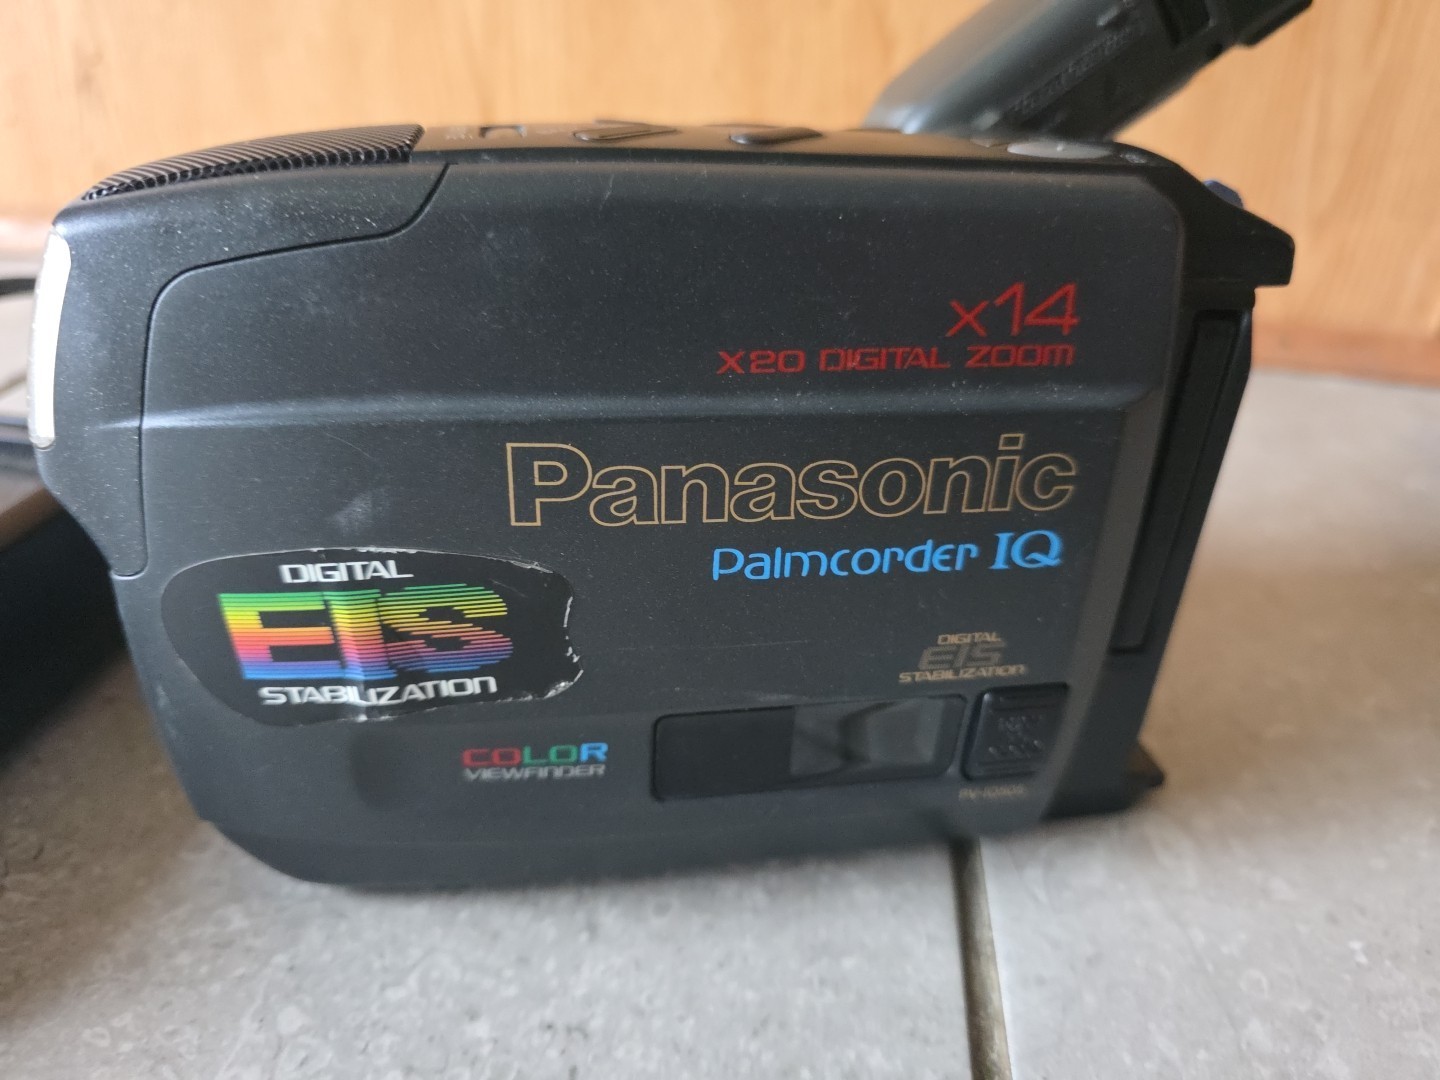 x14
x20 DIGITAL ZOOM
Panasonic
Palmcorder IQ
DIGITAL
EIS
STABILIZATION
DIGITAL
EIS
STABILIZATION
COLOR
VIEWFINDER